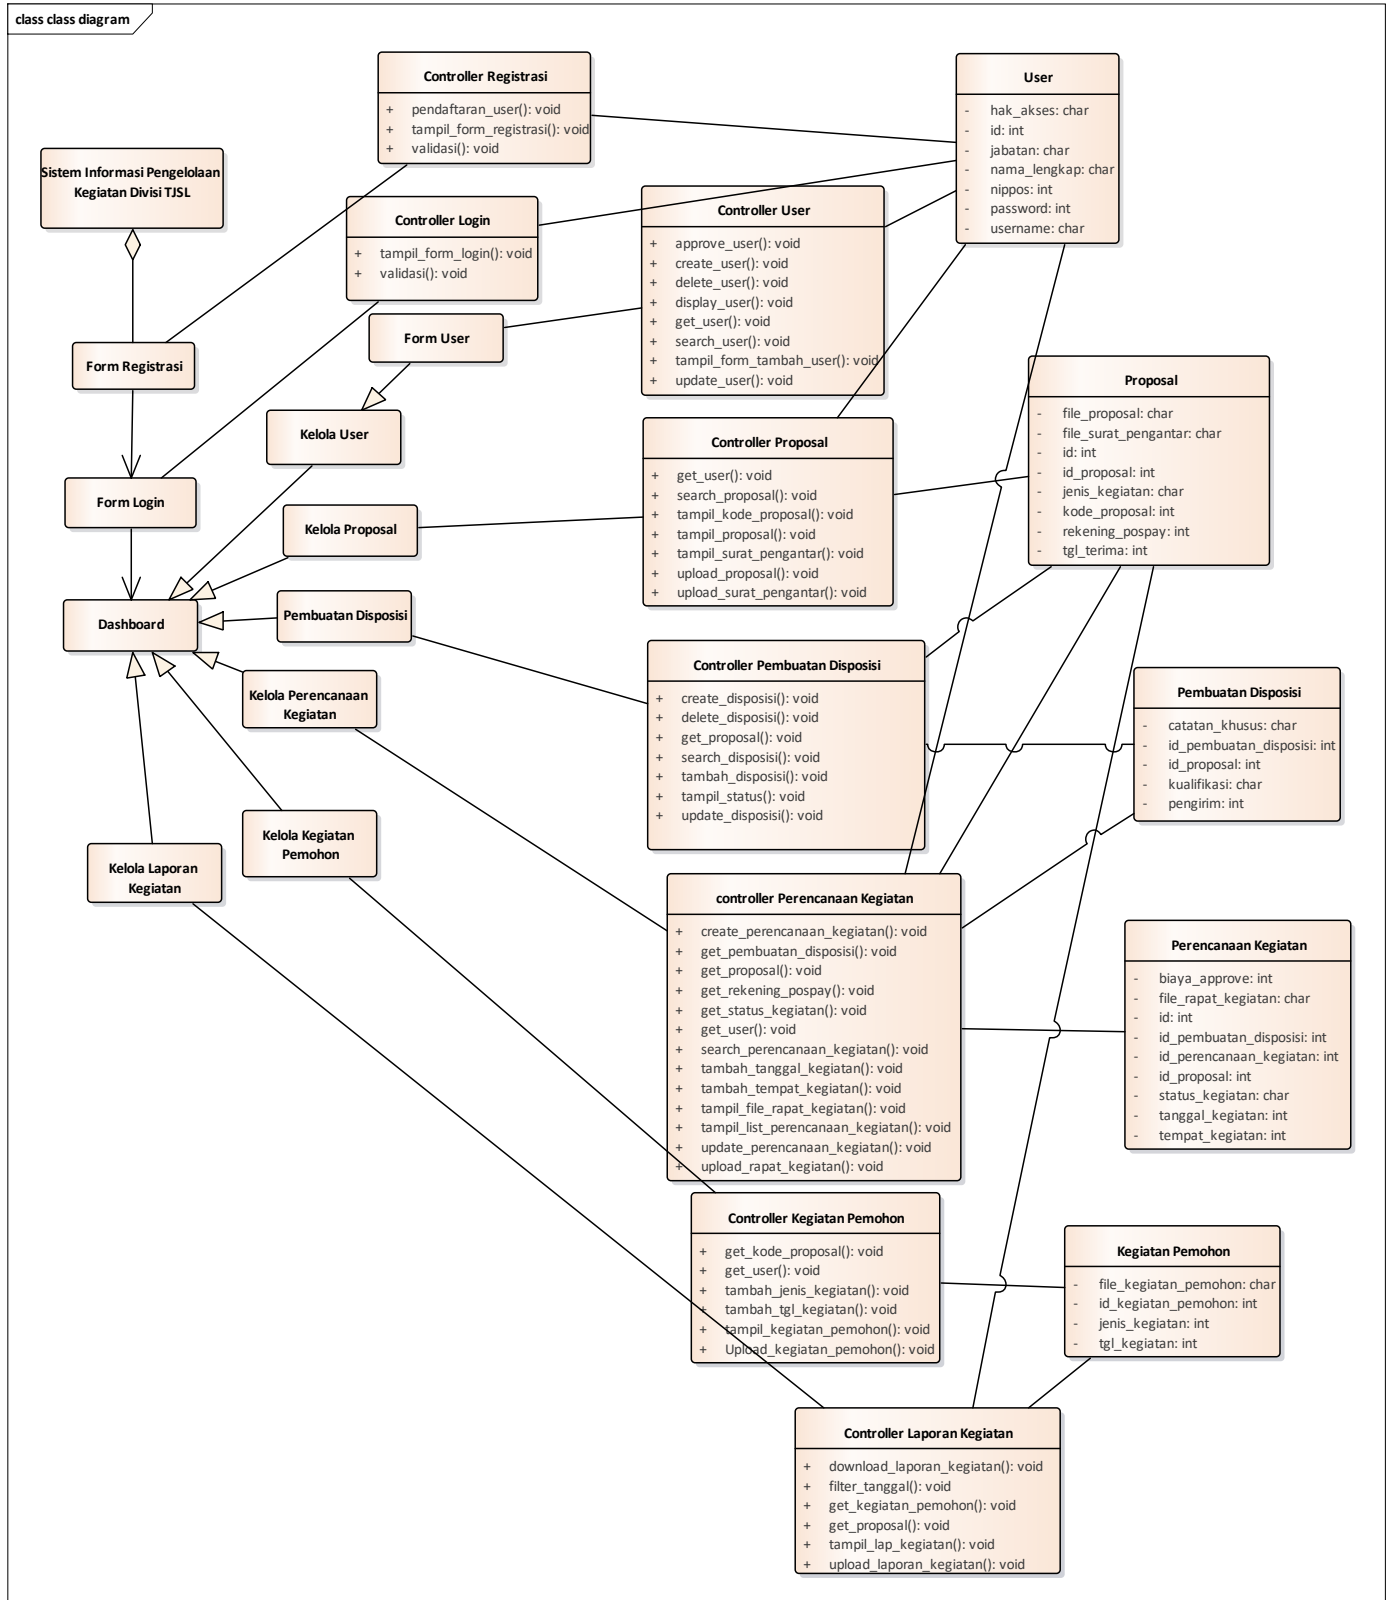 class class diagram
Controller Registrasi
+ pendaftaran_user(): void
+ tampil_form_registrasi(): void
+ validasi(): void
User
- hak_akses: char
- id: int
- jabatan: char
- nama_lengkap: char
- nippos: int
- password: int
- username: char
Sistem Informasi Pengelolaan
Kegiatan Divisi TJSL
Controller Login
+ tampil_form_login(): void
+ validasi(): void
Controller User
+ approve_user(): void
+ create_user(): void
+ delete_user(): void
+ display_user(): void
+ get_user(): void
+ search_user(): void
+ tampil_form_tambah_user(): void
+ update_user(): void
Form User
Form Registrasi
Kelola User
Proposal
- file_proposal: char
- file_surat_pengantar: char
- id: int
- id_proposal: int
- jenis_kegiatan: char
- kode_proposal: int
- rekening_pospay: int
- tgl_terima: int
Controller Proposal
+ get_user(): void
+ search_proposal(): void
+ tampil_kode_proposal(): void
+ tampil_proposal(): void
+ tampil_surat_pengantar(): void
+ upload_proposal(): void
+ upload_surat_pengantar(): void
Form Login
Kelola Proposal
Dashboard
Pembuatan Disposisi
Controller Pembuatan Disposisi
+ create_disposisi(): void
+ delete_disposisi(): void
+ get_proposal(): void
+ search_disposisi(): void
+ tambah_disposisi(): void
+ tampil_status(): void
+ update_disposisi(): void
Pembuatan Disposisi
- catatan_khusus: char
- id_pembuatan_disposisi: int
- id_proposal: int
- kualifikasi: char
- pengirim: int
Kelola Perencanaan
Kegiatan
Kelola Kegiatan
Pemohon
Kelola Laporan
Kegiatan
controller Perencanaan Kegiatan
+ create_perencanaan_kegiatan(): void
+ get_pembuatan_disposisi(): void
+ get_proposal(): void
+ get_rekening_pospay(): void
+ get_status_kegiatan(): void
+ get_user(): void
+ search_perencanaan_kegiatan(): void
+ tambah_tanggal_kegiatan(): void
+ tambah_tempat_kegiatan(): void
+ tampil_file_rapat_kegiatan(): void
+ tampil_list_perencanaan_kegiatan(): void
+ update_perencanaan_kegiatan(): void
+ upload_rapat_kegiatan(): void
Perencanaan Kegiatan
- biaya_approve: int
- file_rapat_kegiatan: char
- id: int
- id_pembuatan_disposisi: int
- id_perencanaan_kegiatan: int
- id_proposal: int
- status_kegiatan: char
- tanggal_kegiatan: int
- tempat_kegiatan: int
Controller Kegiatan Pemohon
+ get_kode_proposal(): void
+ get_user(): void
+ tambah_jenis_kegiatan(): void
+ tambah_tgl_kegiatan(): void
+ tampil_kegiatan_pemohon(): void
+ Upload_kegiatan_pemohon(): void
Kegiatan Pemohon
- file_kegiatan_pemohon: char
- id_kegiatan_pemohon: int
- jenis_kegiatan: int
- tgl_kegiatan: int
Controller Laporan Kegiatan
+ download_laporan_kegiatan(): void
+ filter_tanggal(): void
+ get_kegiatan_pemohon(): void
+ get_proposal(): void
+ tampil_lap_kegiatan(): void
+ upload_laporan_kegiatan(): void